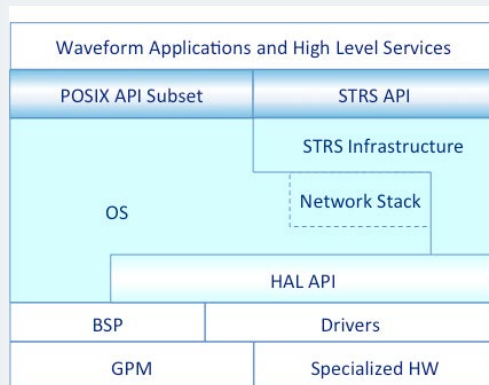 Waveform Applications and High Level Services
POSIX API Subset
STRS API
STRS Infrastructure
Network Stack
OS
HAL API
BSP
Drivers
GPM
Specialized HW